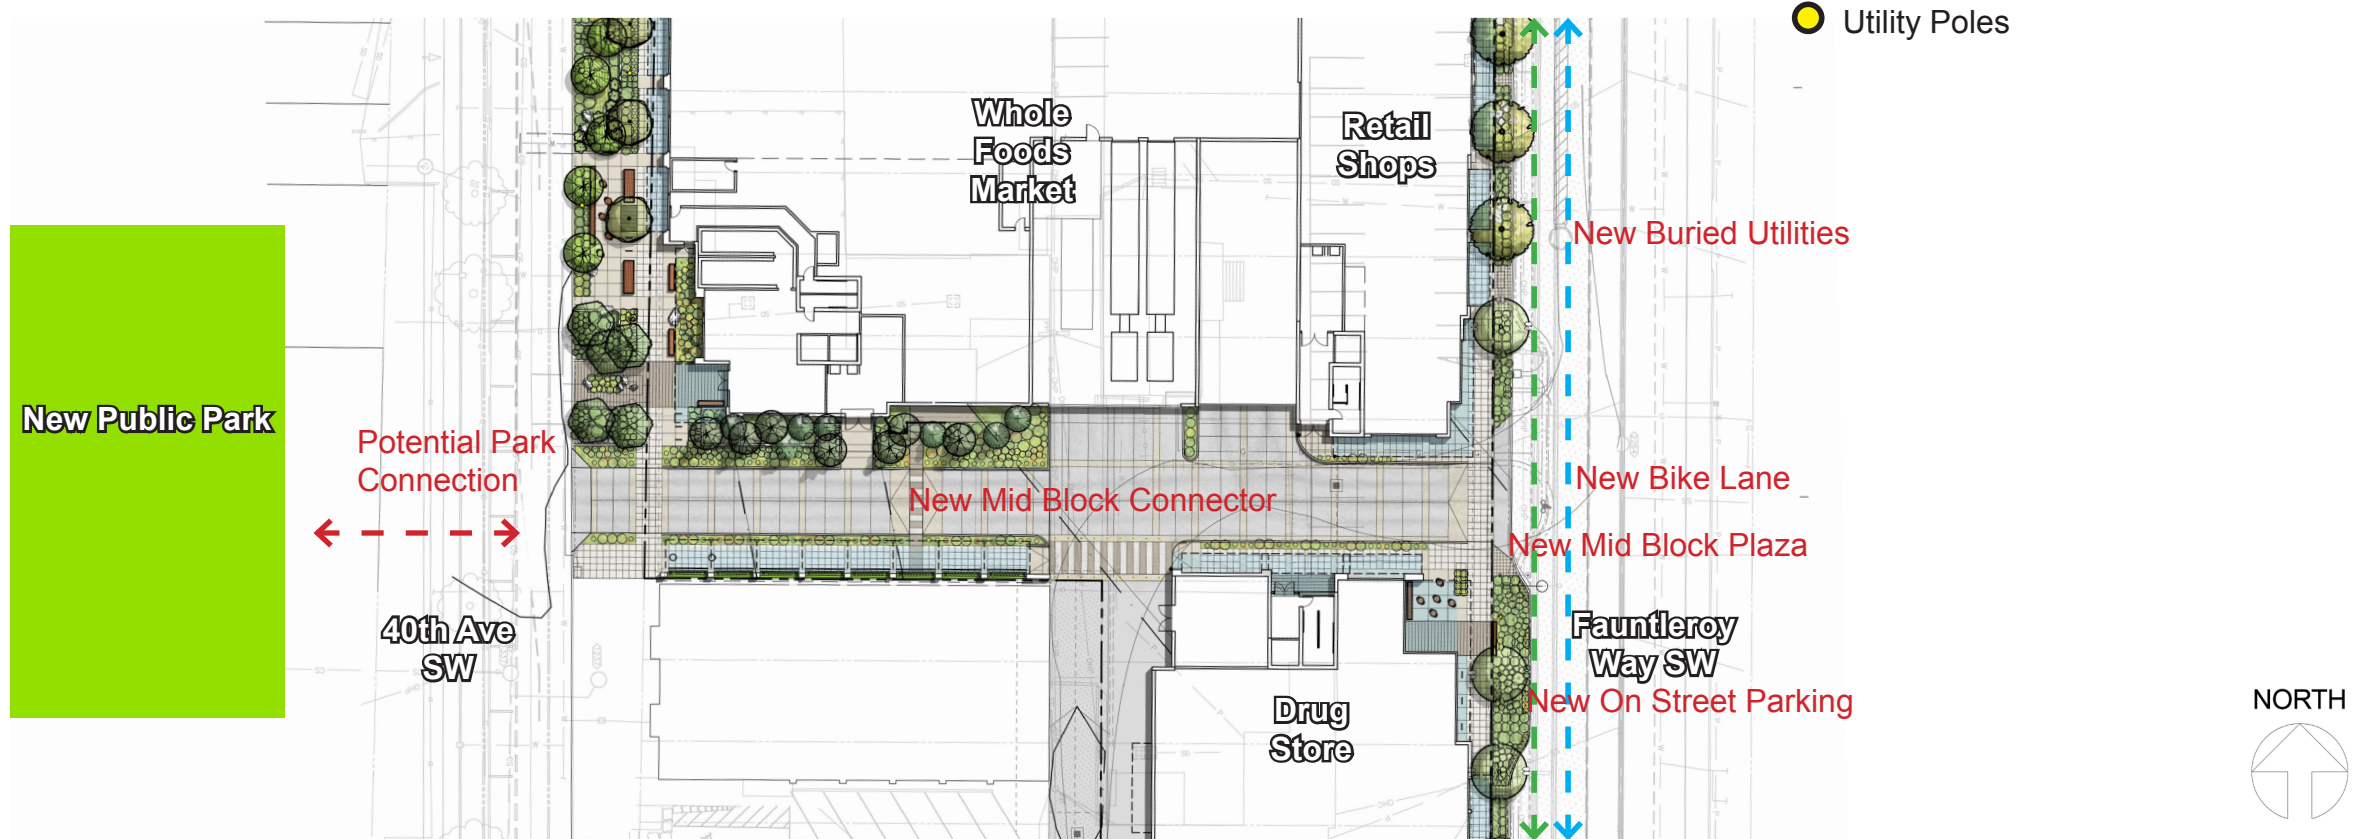 Utility Poles
Whole
Foods
Market
Retail
Shops
New Buried Utilities
New Public Park
Potential Park
Connection
New Mid Block Connector
New Bike Lane
New Mid Block Plaza
40th Ave
SW
Fauntleroy
Way SW
New On Street Parking
Drug
Store
NORTH